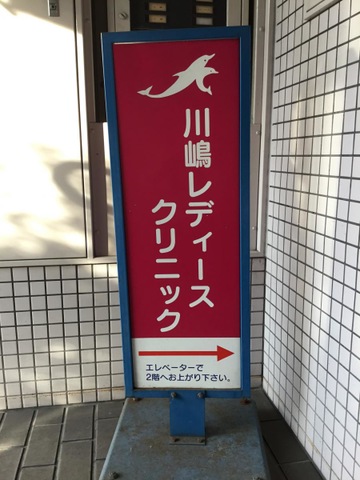 川嶋レディース
クリニック
エレベーターで
2階へお上がり下さい。